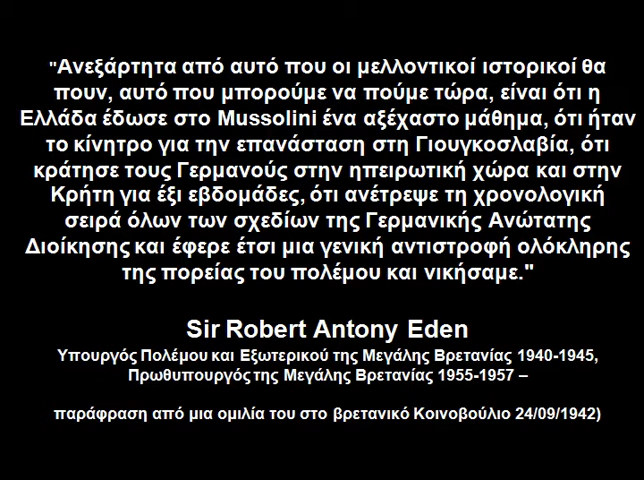 "Ανεξάρτητα από αυτό που οι μελλοντικοί ιστορικοί θα
πουν, αυτό που μπορούμε να πούμε τώρα, είναι ότι η
Ελλάδα έδωσε στο Mussolini ένα αξέχαστο μάθημα, ότι ήταν
το κίνητρο για την επανάσταση στη Γιουγκοσλαβία, ότι
κράτησε τους Γερμανούς στην ηπειρωτική χώρα και στην
Κρήτη για έξι εβδομάδες, ότι ανέτρεψε τη χρονολογική
σειρά όλων των σχεδίων της Γερμανικής Ανώτατης
Διοίκησης και έφερε έτσι μια γενική αντιστροφή ολόκληρης
της πορείας του πολέμου και νικήσαμε."
Sir Robert Antony Eden
Υπουργός Πολέμου και Εξωτερικού της Μεγάλης Βρετανίας 1940-1945,
Πρωθυπουργός της Μεγάλης Βρετανίας 1955-1957 –
παράφραση από μια ομιλία του στο βρετανικό Κοινοβούλιο 24/09/1942)